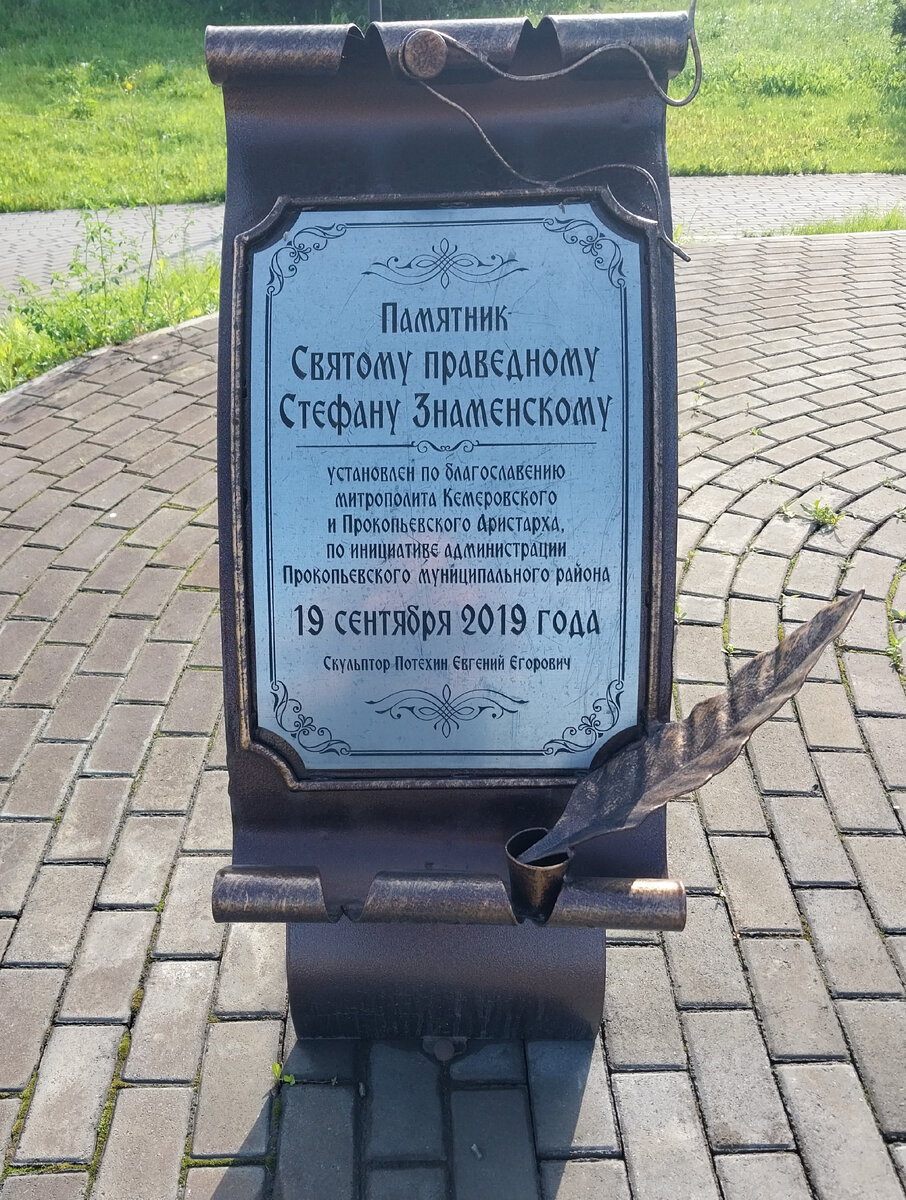 Памятник
Святому праведному
Стефану Знаменскому
установлен по благославению
митрополита Кемеровского
и Прокопьевского Аристарха,
по инициативе администрации
Прокопьевского муниципального района
19 сентября 2019 года
Скульптор Потехин Евгений Егорович